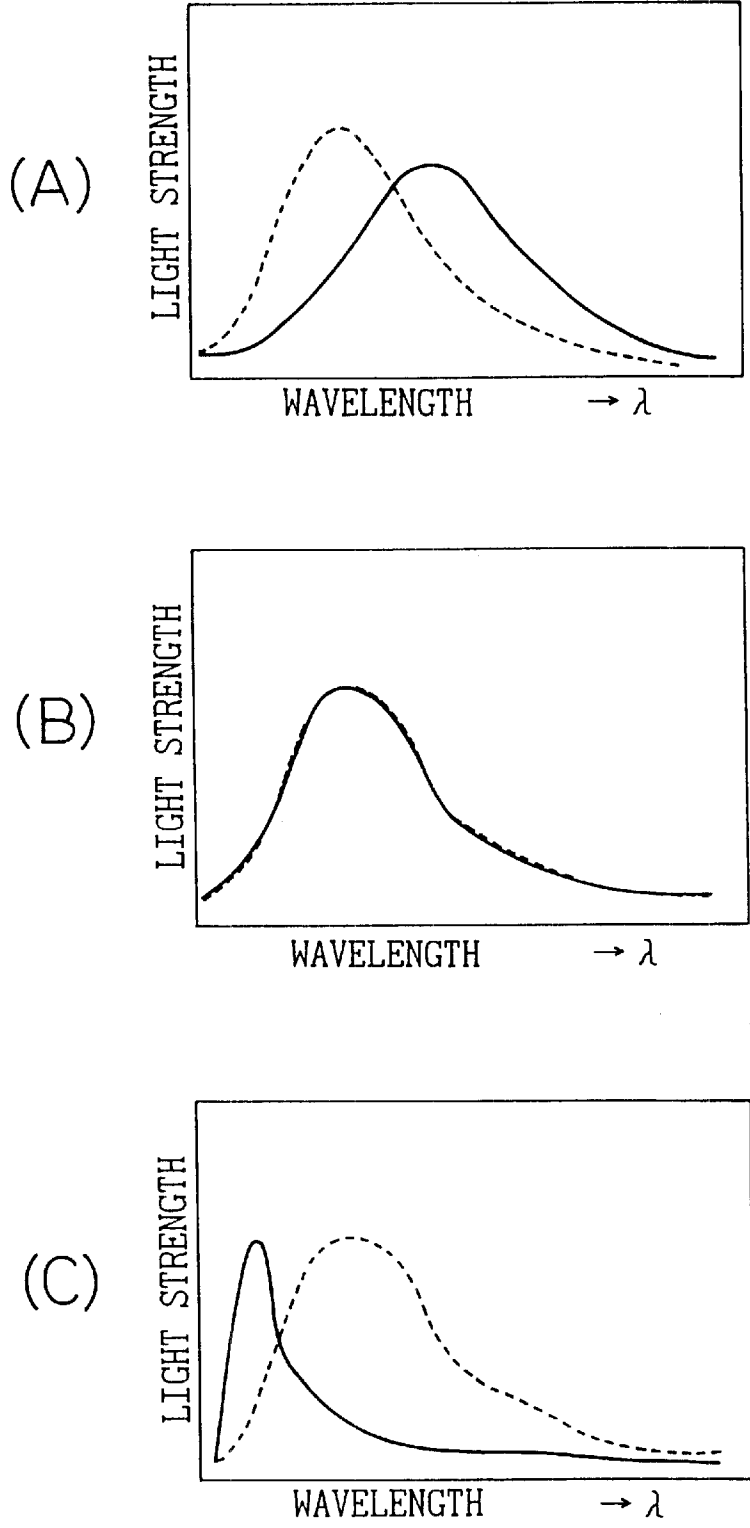 (A)
LIGHT STRENGTH
WAVELENGTH → λ
(B)
LIGHT STRENGTH
WAVELENGTH → λ
(C)
LIGHT STRENGTH
WAVELENGTH → λ